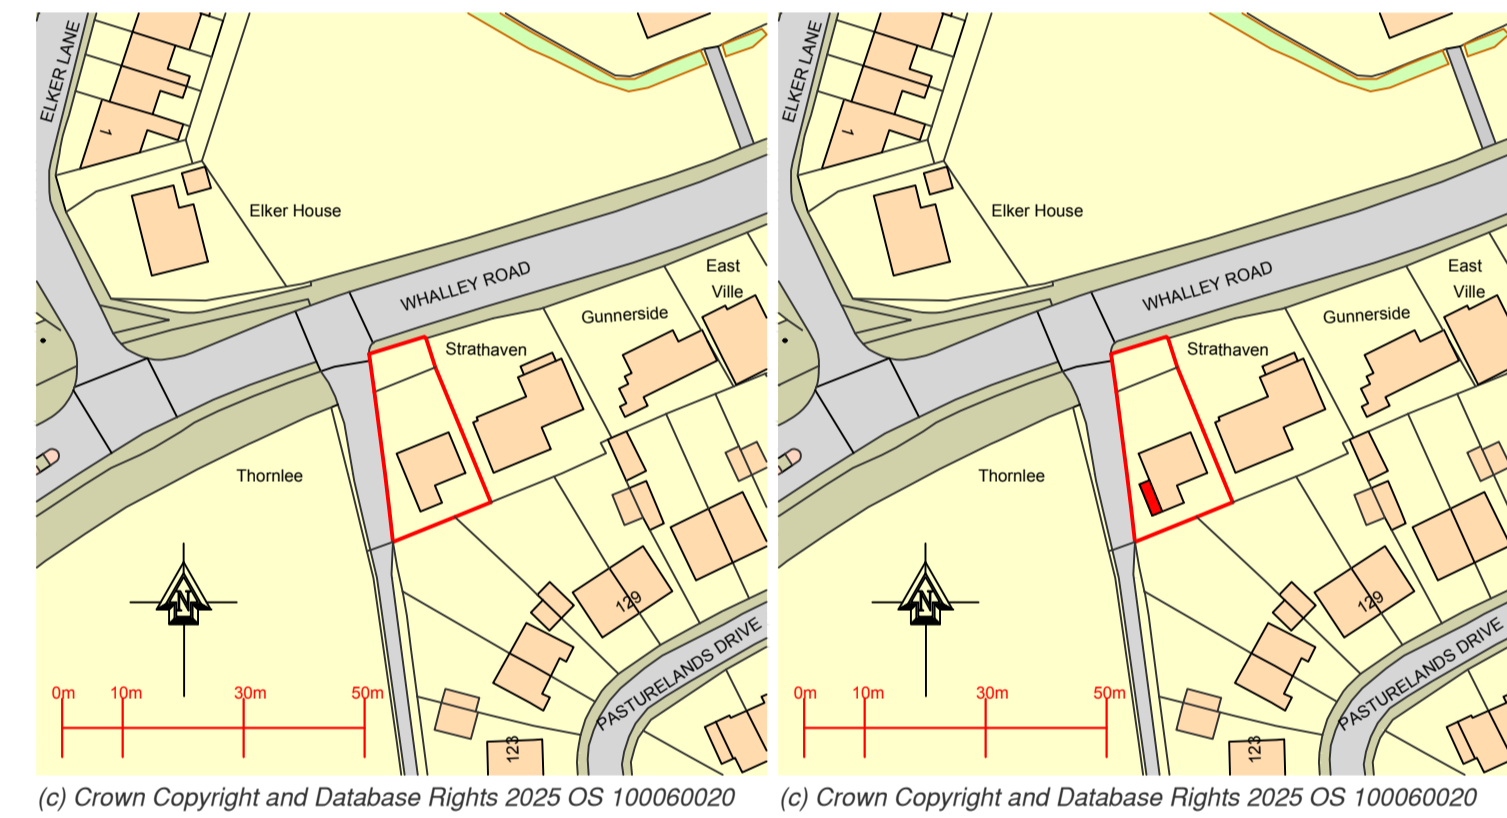 ELKER LANE
1
Elker House
WHALLEY ROAD
East
Ville
Gunnerside
Strathaven
Thornlee
N
129
PASTURELANDS DRIVE
0m 10m 30m 50m
123
(c) Crown Copyright and Database Rights 2025 OS 100060020
ELKER LANE
1
Elker House
WHALLEY ROAD
East
Ville
Gunnerside
Strathaven
Thornlee
N
129
PASTURELANDS DRIVE
0m 10m 30m 50m
123
(c) Crown Copyright and Database Rights 2025 OS 100060020